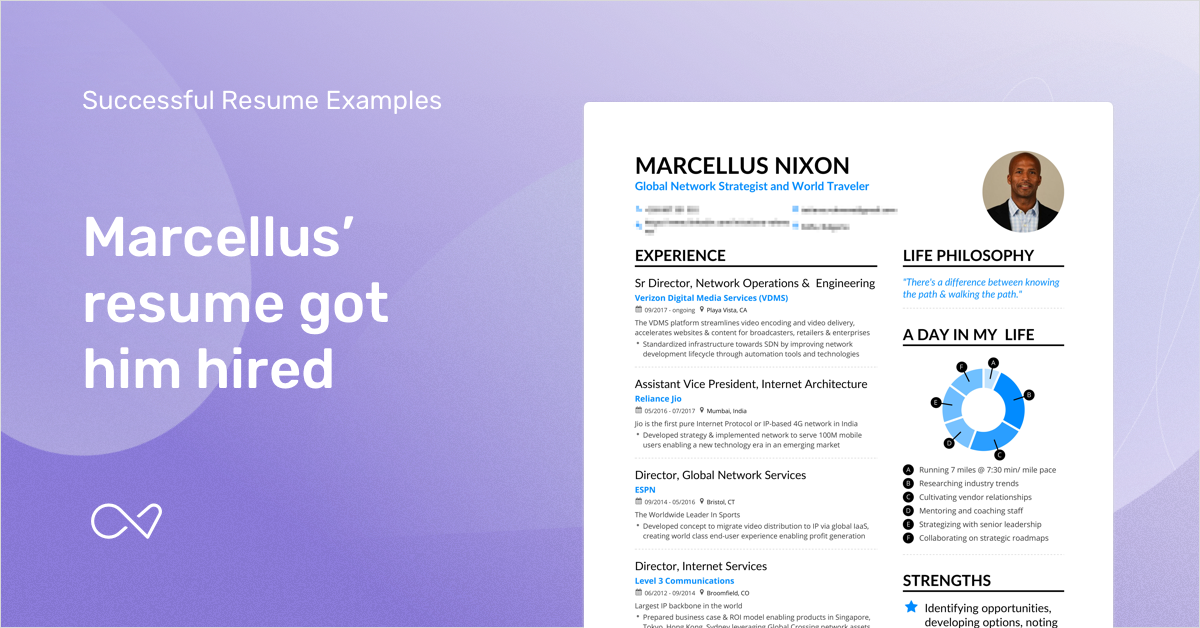 Successful Resume Examples
Marcellus’
resume got
him hired
MARCELLUS NIXON
Global Network Strategist and World Traveler
EXPERIENCE
Sr Director, Network Operations & Engineering
Verizon Digital Media Services (VDMS)
09/2017 - ongoing Playa Vista, CA
The VDMS platform streamlines video encoding and video delivery,
accelerates websites & content for broadcasters, retailers & enterprises
• Standardized infrastructure towards SDN by improving network
development lifecycle through automation tools and technologies
Assistant Vice President, Internet Architecture
Reliance Jio
05/2016 - 07/2017 Mumbai, India
Jio is the first pure Internet Protocol or IP-based 4G network in India
• Developed strategy & implemented network to serve 100M mobile
users enabling a new technology era in an emerging market
Director, Global Network Services
ESPN
09/2014 - 05/2016 Bristol, CT
The Worldwide Leader In Sports
• Developed concept to migrate video distribution to IP via global IaaS,
creating world class end-user experience enabling profit generation
Director, Internet Services
Level 3 Communications
06/2012 - 09/2014 Broomfield, CO
Largest IP backbone in the world
• Prepared business case & ROI model enabling products in Singapore,
Tokyo, Hong Kong, Sydney leveraging Global Crossing network assets
LIFE PHILOSOPHY
"There's a difference between knowing
the path & walking the path."
A DAY IN MY LIFE
A
B
C
D
E
F
A Running 7 miles @ 7:30 min/ mile pace
B Researching industry trends
C Cultivating vendor relationships
D Mentoring and coaching staff
E Strategizing with senior leadership
F Collaborating on strategic roadmaps
STRENGTHS
Identifying opportunities,
developing options, noting